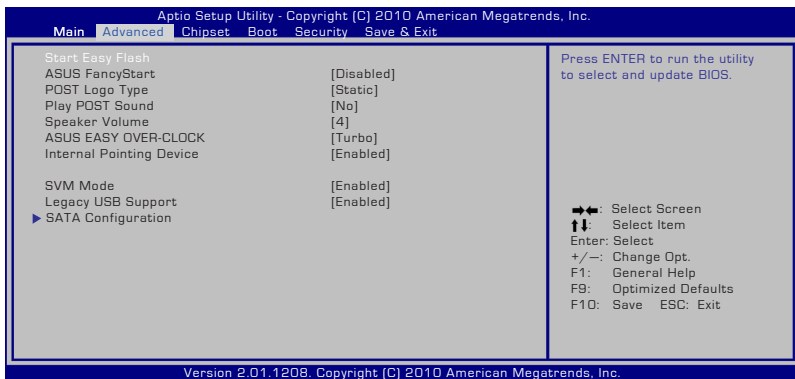 Aptio Setup Utility - Copyright (C) 2010 American Megatrends, Inc.
Main Advanced Chipset Boot Security Save & Exit
Start Easy Flash
ASUS FancyStart [Disabled]
POST Logo Type [Static]
Play POST Sound [No]
Speaker Volume [4]
ASUS EASY OVER-CLOCK [Turbo]
Internal Pointing Device [Enabled]
SVM Mode [Enabled]
Legacy USB Support [Enabled]
SATA Configuration
Press ENTER to run the utility
to select and update BIOS.
→←: Select Screen
↑↓: Select Item
Enter: Select
+/—: Change Opt.
F1: General Help
F9: Optimized Defaults
F10: Save ESC: Exit
Version 2.01.1208. Copyright (C) 2010 American Megatrends, Inc.